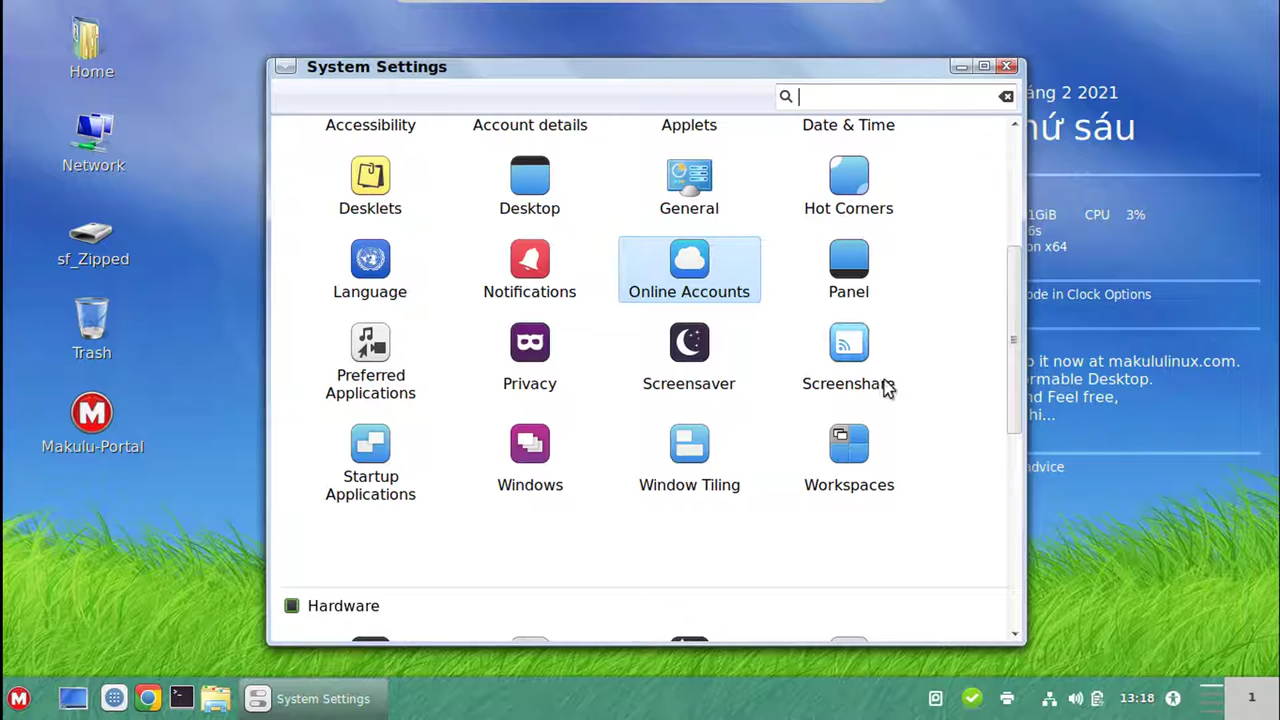 System Settings
Accessibility
Account details
Applets
Date & Time
Desklets
Desktop
General
Hot Corners
Language
Notifications
Online Accounts
Panel
Preferred
Applications
Privacy
Screensaver
Screenshare
Startup
Applications
Windows
Window Tiling
Workspaces
Hardware
Home
Network
sf_Zipped
Trash
M
Makulu-Portal
áng 2 2021
ứ sáu
1GiB CPU 3%
6s
on x64
ode in Clock Options
it now at makululinux.com.
rmable Desktop.
nd Feel free,
hi...
advice
M
System Settings
13:18
1